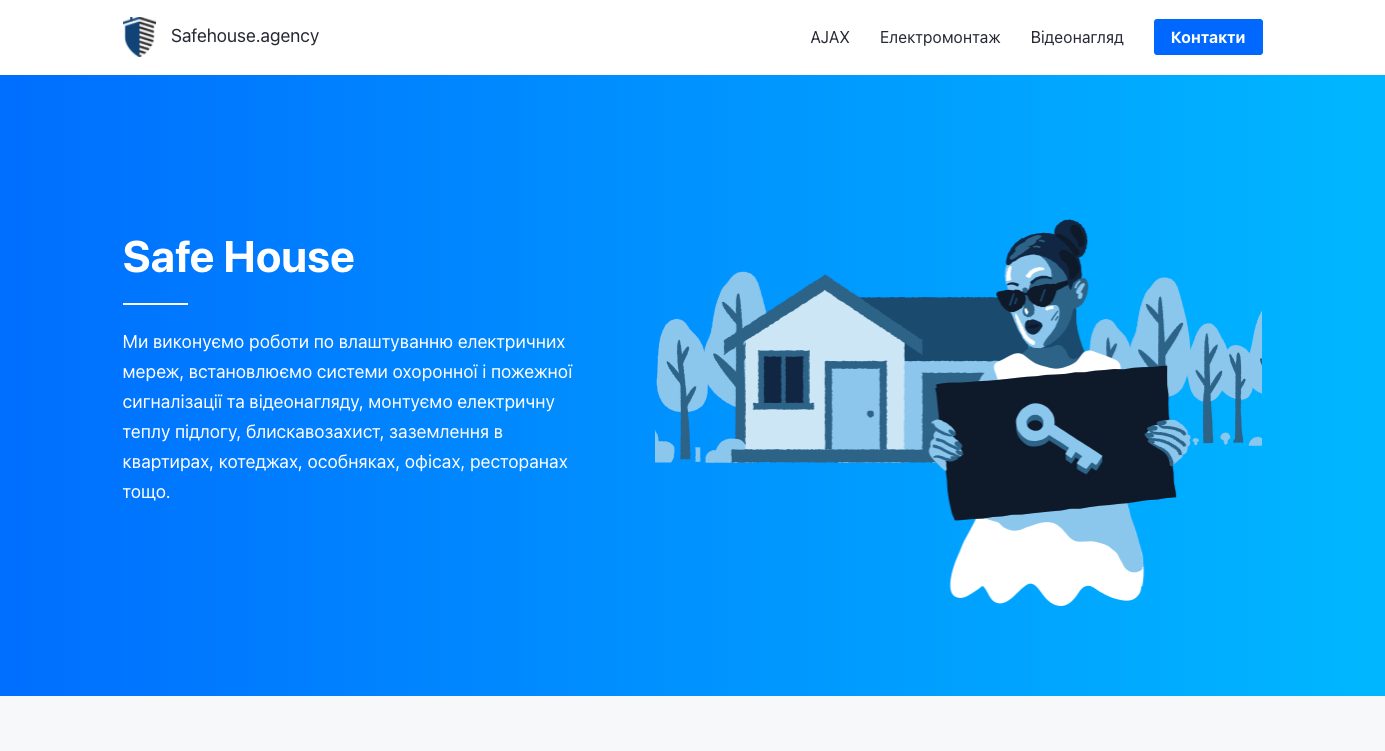 Safehouse.agency
AJAX
Електромонтаж
Відеонагляд
Контакти
Safe House
Ми виконуємо роботи по влаштуванню електричних
мереж, встановлюємо системи охоронної і пожежної
сигналізації та відеонагляду, монтуємо електричну
теплу підлогу, блискавозахист, заземлення в
квартирах, котеджах, особняках, офісах, ресторанах
тощо.